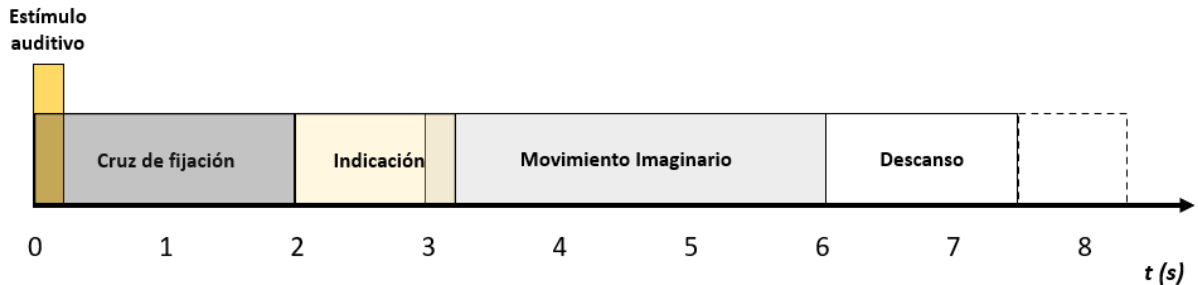 Estímulo
auditivo
Cruz de fijación Indicación Movimiento Imaginario Descanso
0 1 2 3 4 5 6 7 8
t (s)